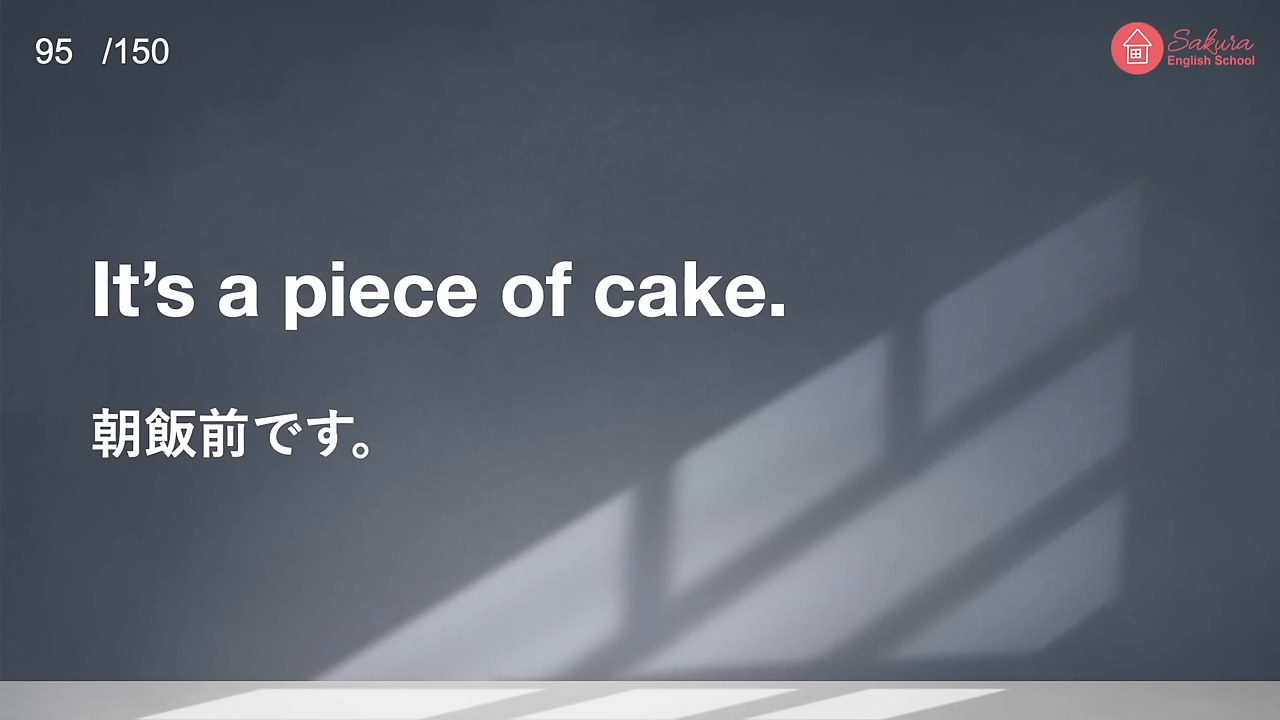 95 /150
Sakura
English School
It’s a piece of cake.
朝飯前です。